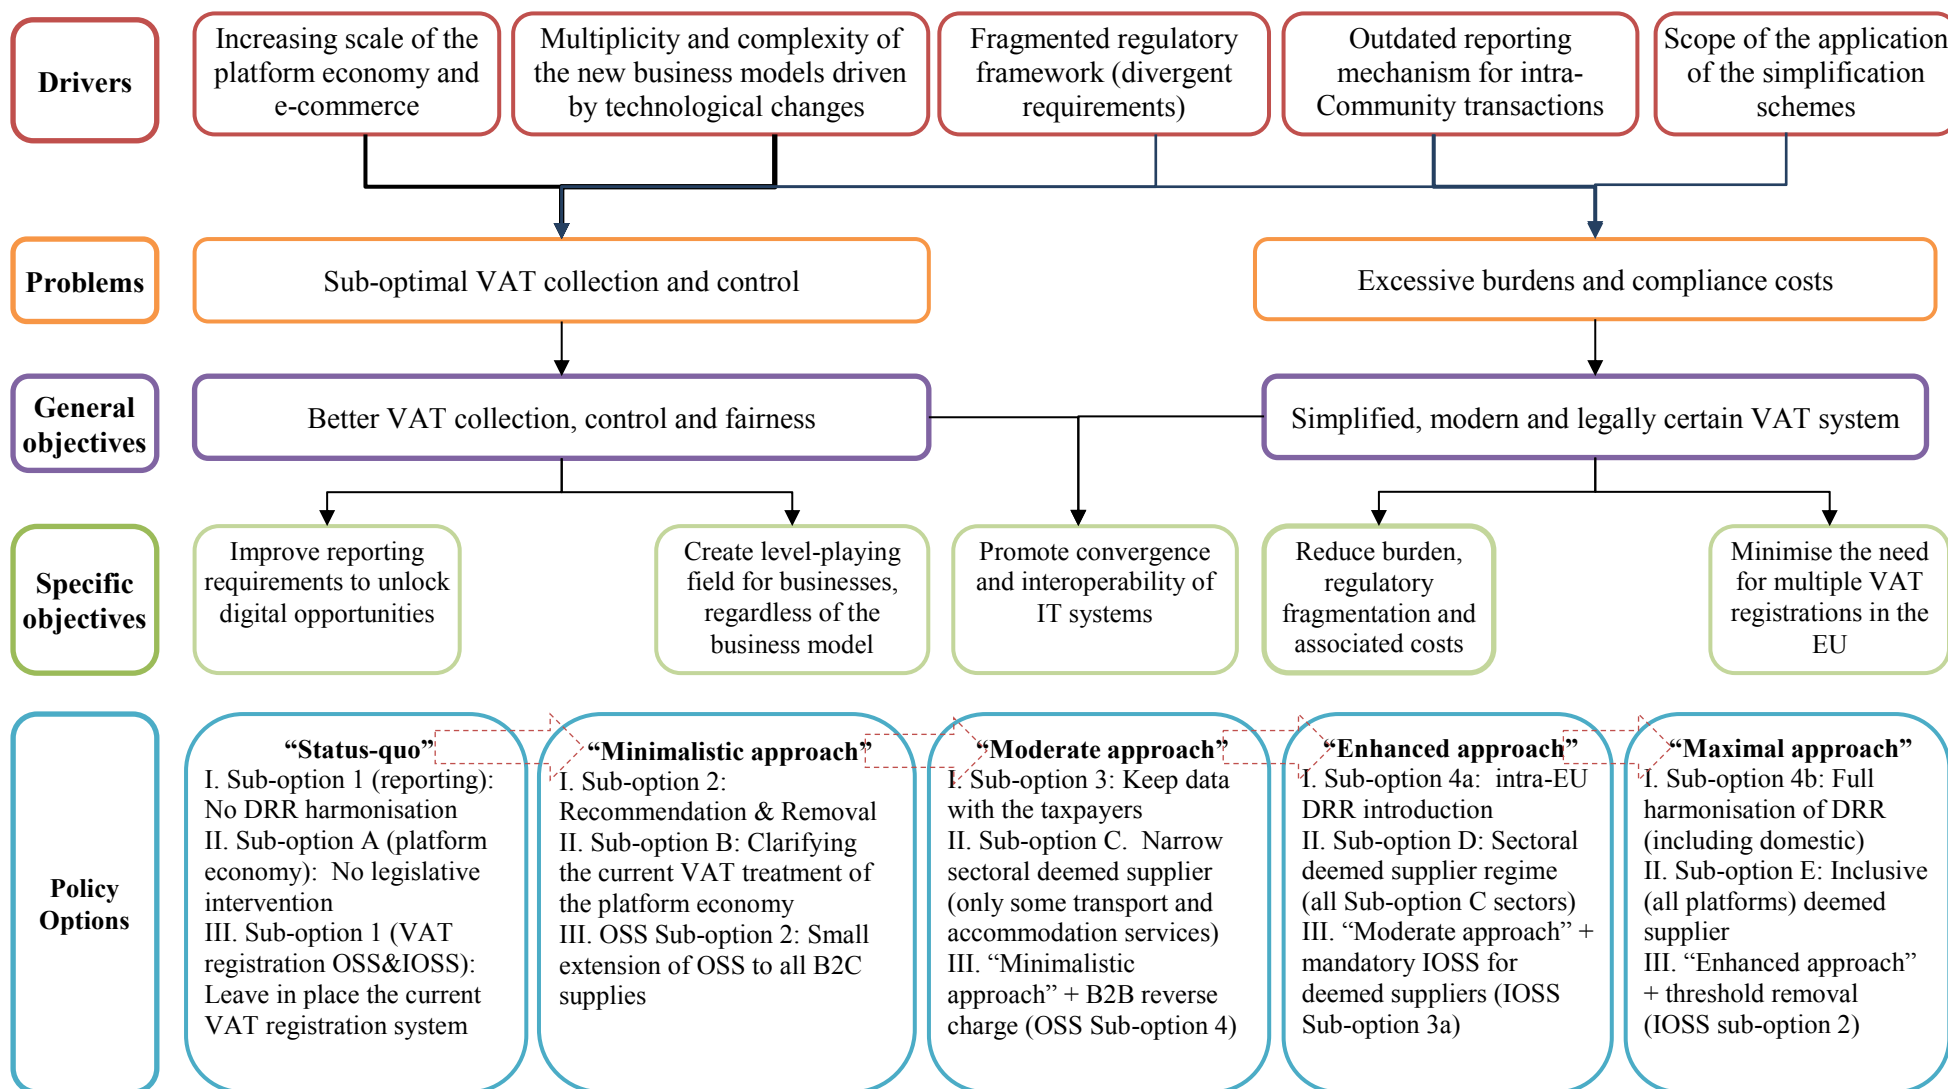 Drivers
Increasing scale of the
platform economy and
e-commerce
Multiplicity and complexity of
the new business models driven
by technological changes
Fragmented regulatory
framework (divergent
requirements)
Outdated reporting
mechanism for intra-
Community transactions
Scope of the application
of the simplification
schemes
Problems
Sub-optimal VAT collection and control
Excessive burdens and compliance costs
General
objectives
Better VAT collection, control and fairness
Simplified, modern and legally certain VAT system
Specific
objectives
Improve reporting
requirements to unlock
digital opportunities
Create level-playing
field for businesses,
regardless of the
business model
Promote convergence
and interoperability of
IT systems
Reduce burden,
regulatory
fragmentation and
associated costs
Minimise the need
for multiple VAT
registrations in the
EU
Policy
Options
“Status-quo”
I. Sub-option 1 (reporting):
No DRR harmonisation
II. Sub-option A (platform
economy): No legislative
intervention
III. Sub-option 1 (VAT
registration OSS&IOSS):
Leave in place the current
VAT registration system
“Minimalistic approach”
I. Sub-option 2:
Recommendation & Removal
II. Sub-option B: Clarifying
the current VAT treatment of
the platform economy
III. OSS Sub-option 2: Small
extension of OSS to all B2C
supplies
“Moderate approach”
I. Sub-option 3: Keep data
with the taxpayers
II. Sub-option C. Narrow
sectoral deemed supplier
(only some transport and
accommodation services)
III. “Minimalistic
approach” + B2B reverse
charge (OSS Sub-option 4)
“Enhanced approach”
I. Sub-option 4a: intra-EU
DRR introduction
II. Sub-option D: Sectoral
deemed supplier regime
(all Sub-option C sectors)
III. “Moderate approach” +
mandatory IOSS for
deemed suppliers (IOSS
Sub-option 3a)
“Maximal approach”
I. Sub-option 4b: Full
harmonisation of DRR
(including domestic)
II. Sub-option E: Inclusive
(all platforms) deemed
supplier
III. “Enhanced approach”
+ threshold removal
(IOSS sub-option 2)